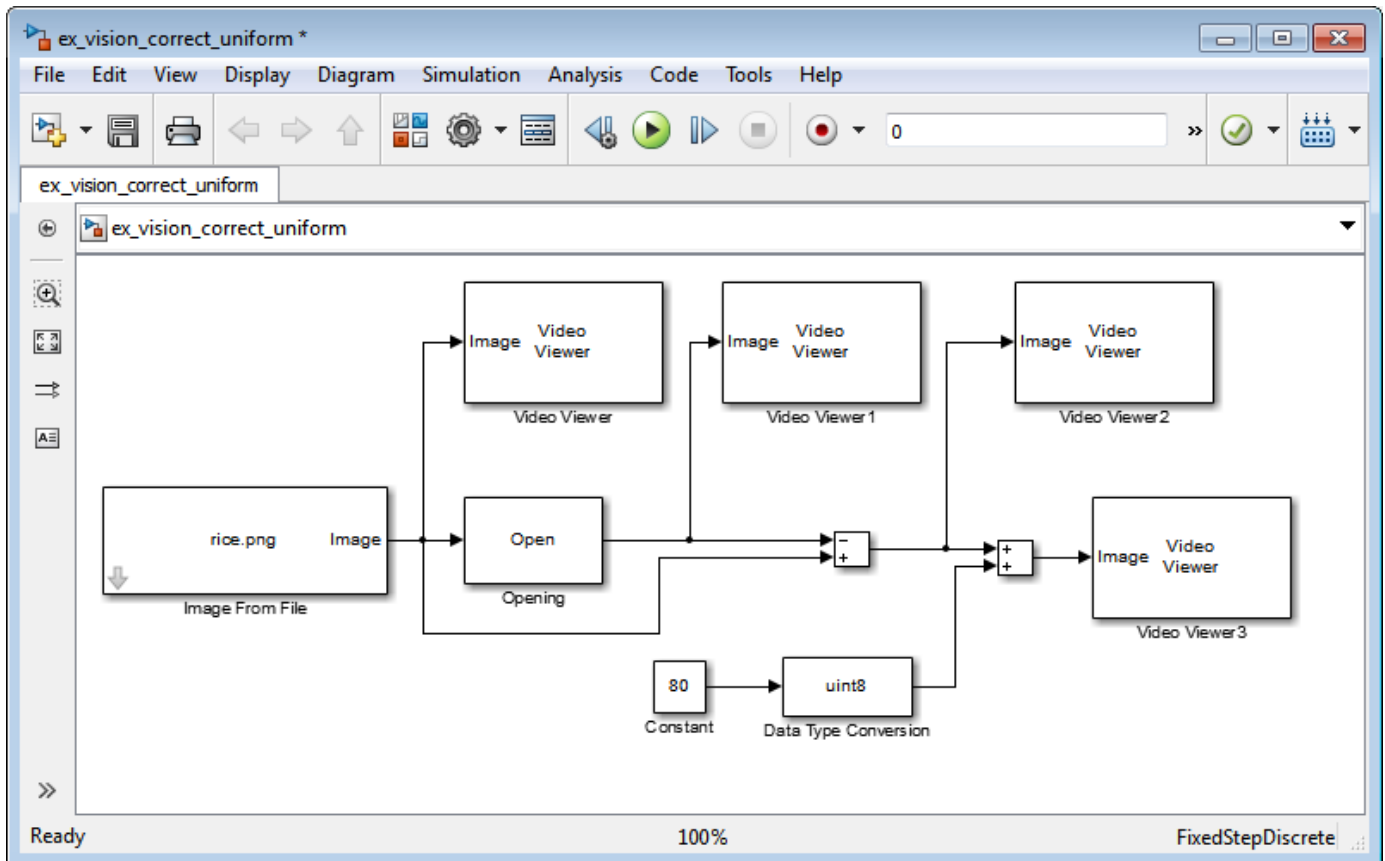 ex_vision_correct_uniform *
File Edit View Display Diagram Simulation Analysis Code Tools Help
0
»
ex_vision_correct_uniform
ex_vision_correct_uniform
Image Video Viewer
Video Viewer
Image Video Viewer
Video Viewer1
Image Video Viewer
Video Viewer2
rice.png Image
Image From File
Open
Opening
−
+
+
+
Image Video Viewer
Video Viewer3
80
Constant
uint8
Data Type Conversion
A
»
Ready 100% FixedStepDiscrete